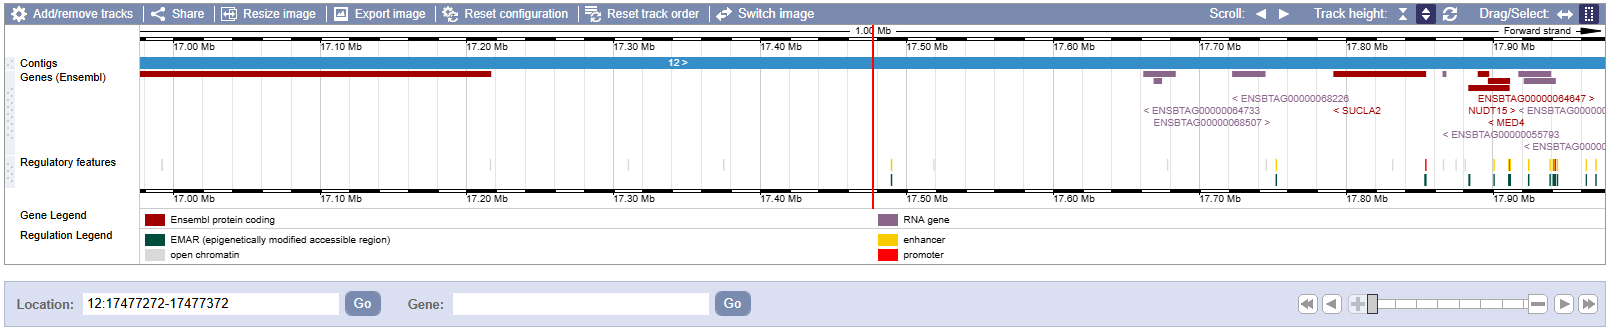 Add/remove tracks Share Resize image Export image Reset configuration Reset track order Switch image Scroll: Track height: Drag/Select:
1.00 Mb Forward strand
17.00 Mb 17.10 Mb 17.20 Mb 17.30 Mb 17.40 Mb 17.50 Mb 17.60 Mb 17.70 Mb 17.80 Mb 17.90 Mb
Contigs 12 >
Genes (Ensembl)
< ENSBTAG00000068226 ENSBTAG00000064647 >
< ENSBTAG00000064733 < SUCLA2 NUDT15 > < ENSBTAG00000
ENSBTAG00000068507 > < MED4
< ENSBTAG00000055793
< ENSBTAG00000
Regulatory features
17.00 Mb 17.10 Mb 17.20 Mb 17.30 Mb 17.40 Mb 17.50 Mb 17.60 Mb 17.70 Mb 17.80 Mb 17.90 Mb
Gene Legend Ensembl protein coding RNA gene
Regulation Legend EMAR (epigenetically modified accessible region) enhancer
open chromatin promoter
Location: 12:17477272-17477372 Go Gene: Go